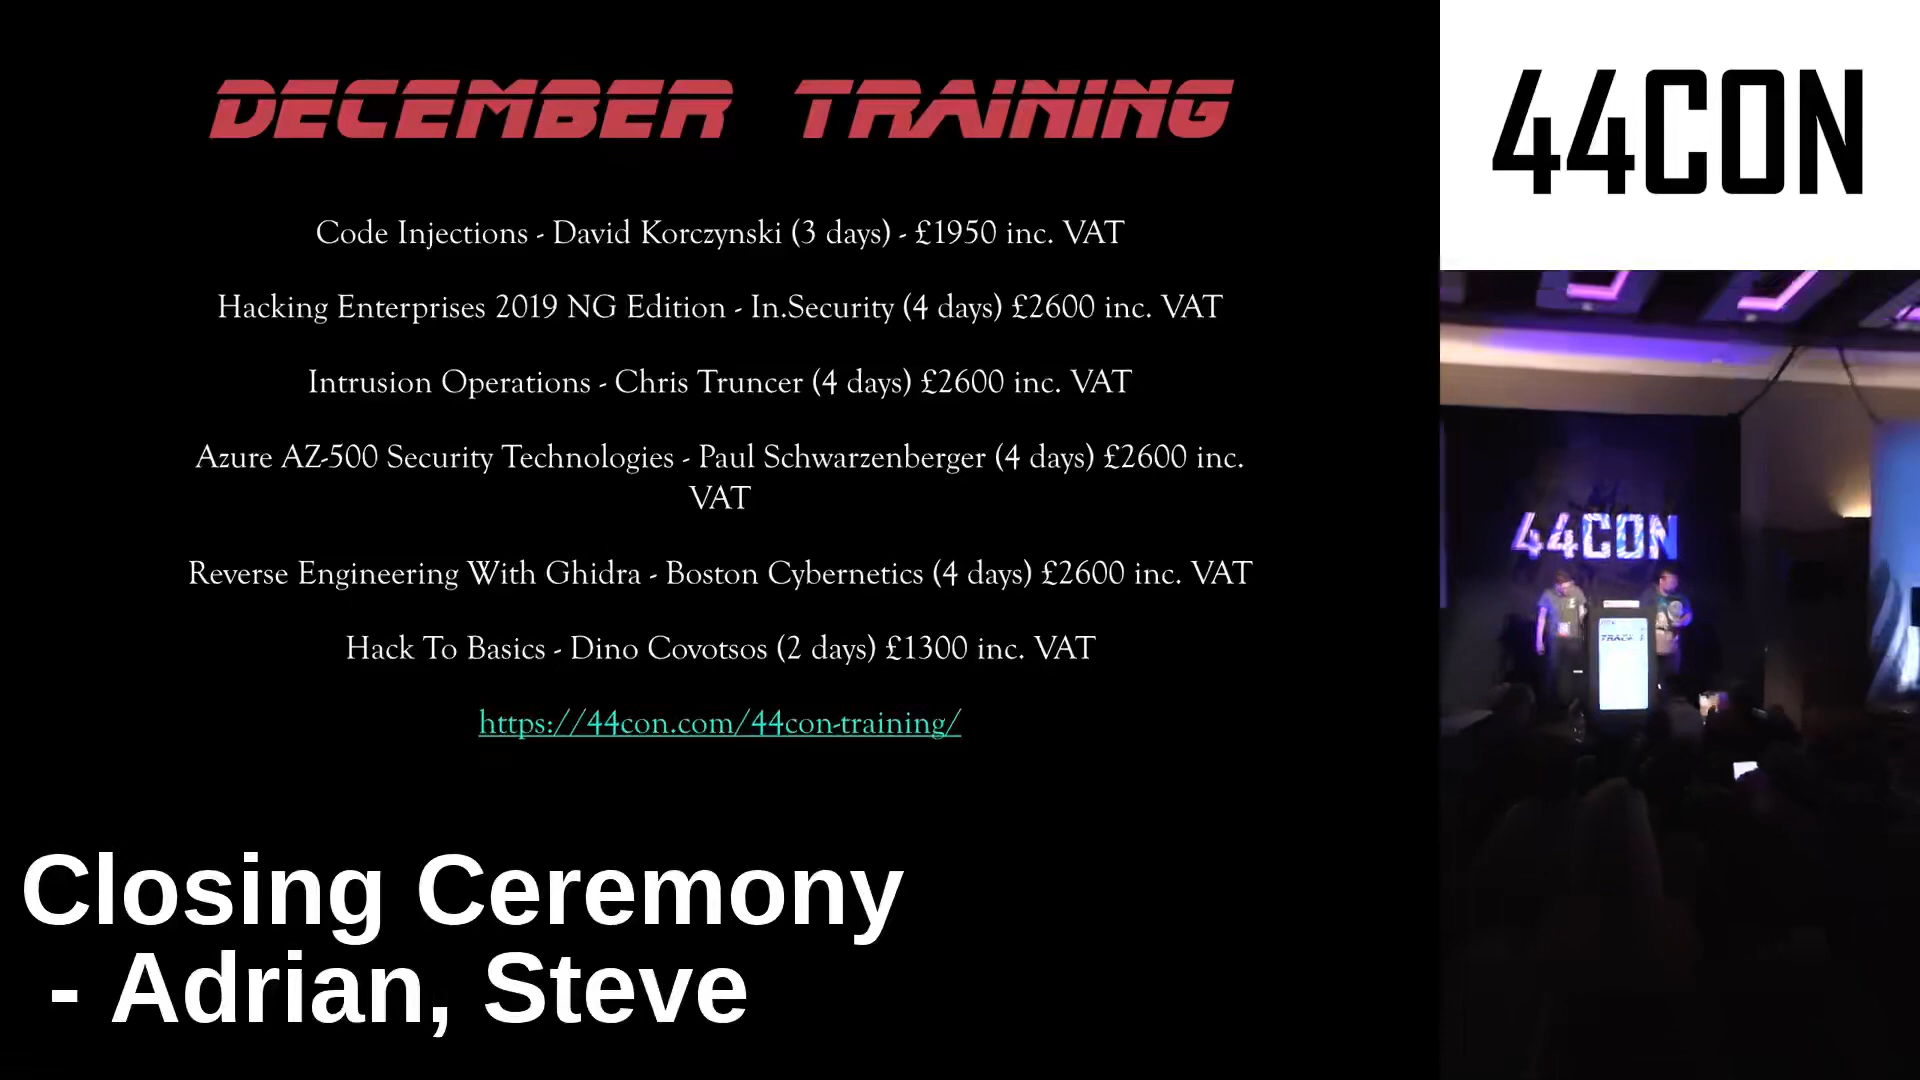 DECEMBER TRAINING
Code Injections - David Korczynski (3 days) - £1950 inc. VAT
Hacking Enterprises 2019 NG Edition - In.Security (4 days) £2600 inc. VAT
Intrusion Operations - Chris Truncer (4 days) £2600 inc. VAT
Azure AZ-500 Security Technologies - Paul Schwarzenberger (4 days) £2600 inc.
VAT
Reverse Engineering With Ghidra - Boston Cybernetics (4 days) £2600 inc. VAT
Hack To Basics - Dino Covotsos (2 days) £1300 inc. VAT
https://44con.com/44con-training/
Closing Ceremony
- Adrian, Steve
44CON
44CON
TRACK 1